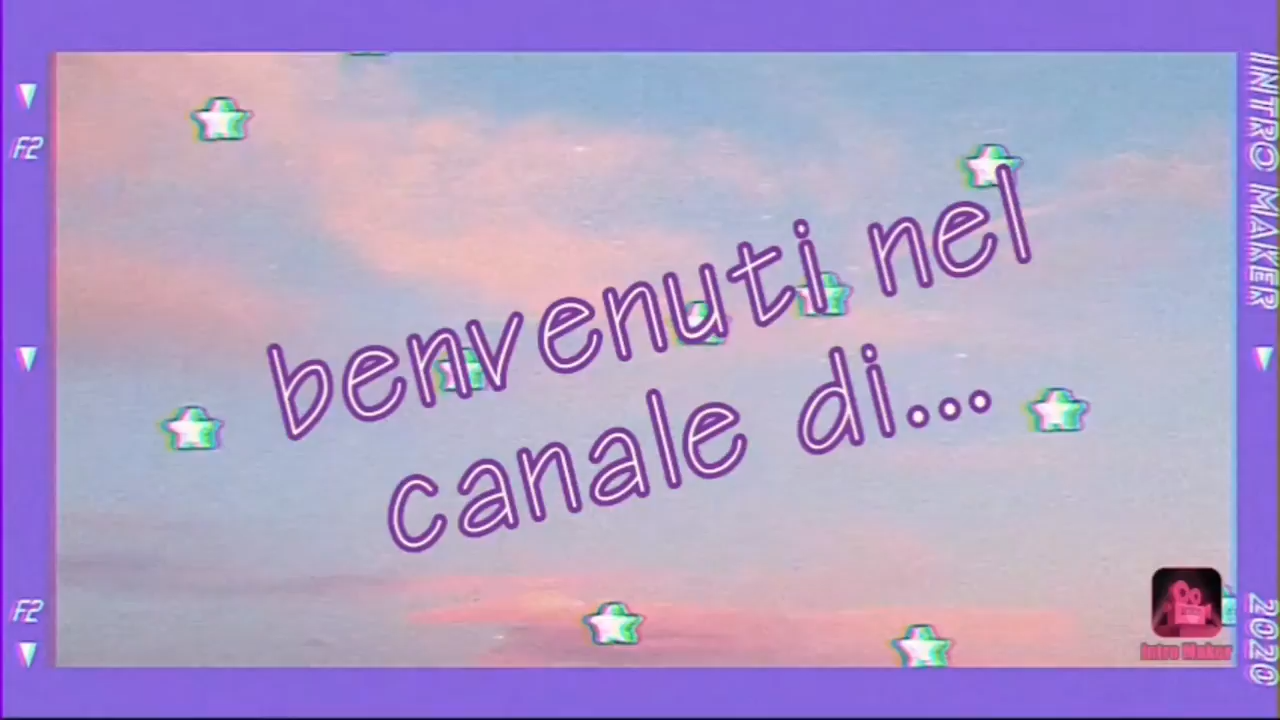 benvenuti nel
canale di...
F2
F2
INTRO MAKER
2020
Intro Maker